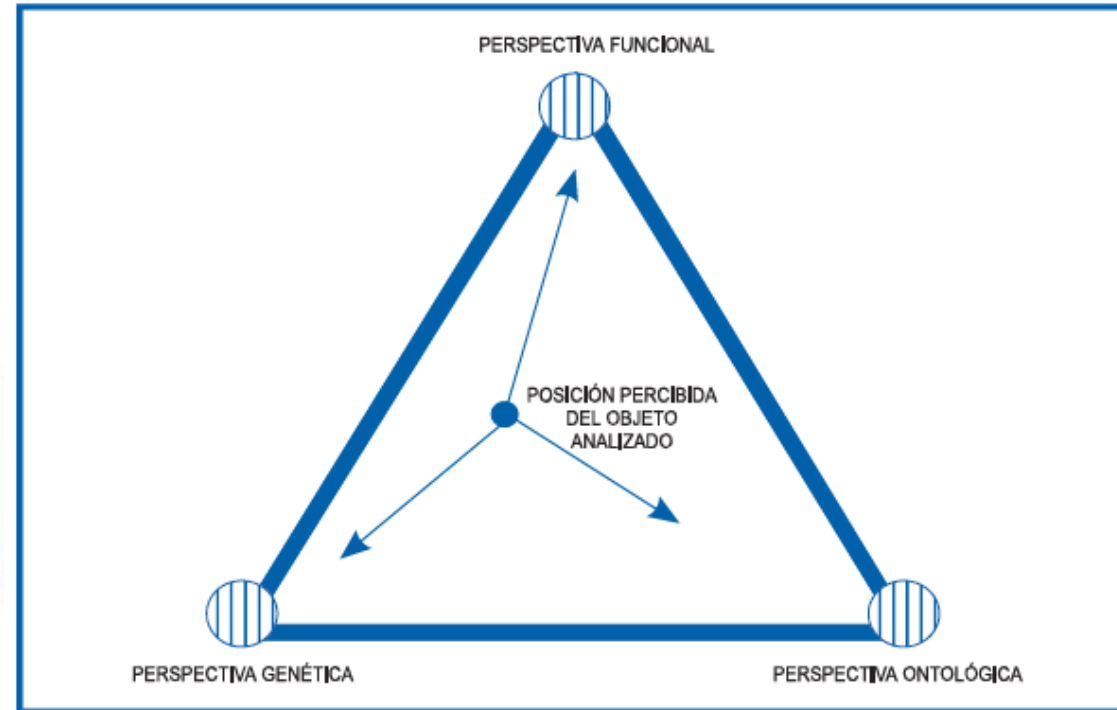 PERSPECTIVA FUNCIONAL
POSICIÓN PERCIBIDA
DEL OBJETO
ANALIZADO
PERSPECTIVA GENÉTICA
PERSPECTIVA ONTOLÓGICA